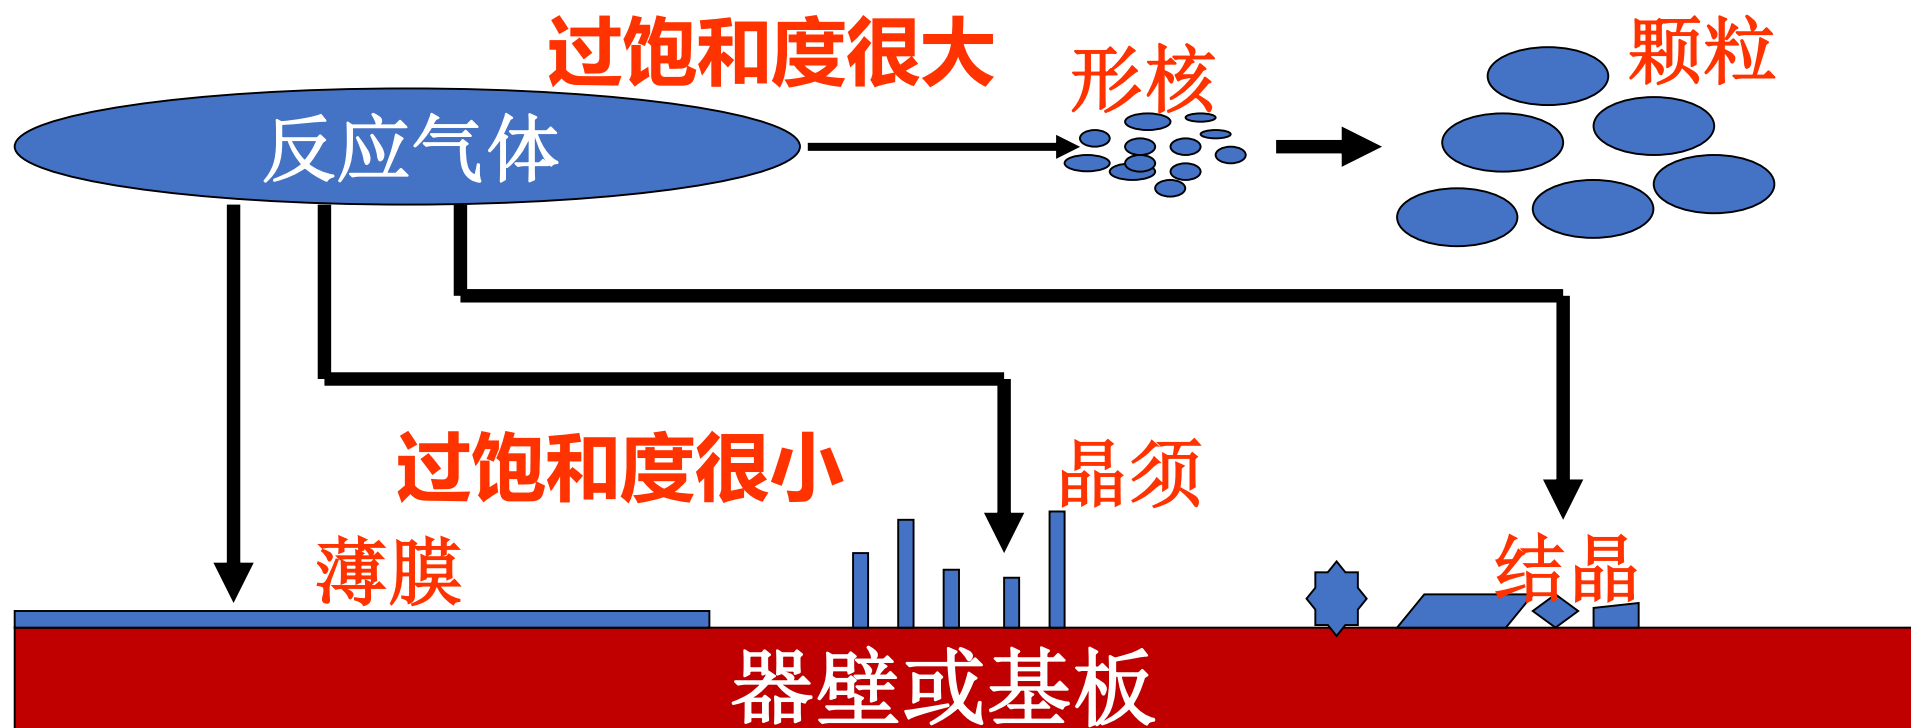 过饱和度很大
形核
颗粒
反应气体
过饱和度很小
晶须
薄膜
结晶
器壁或基板